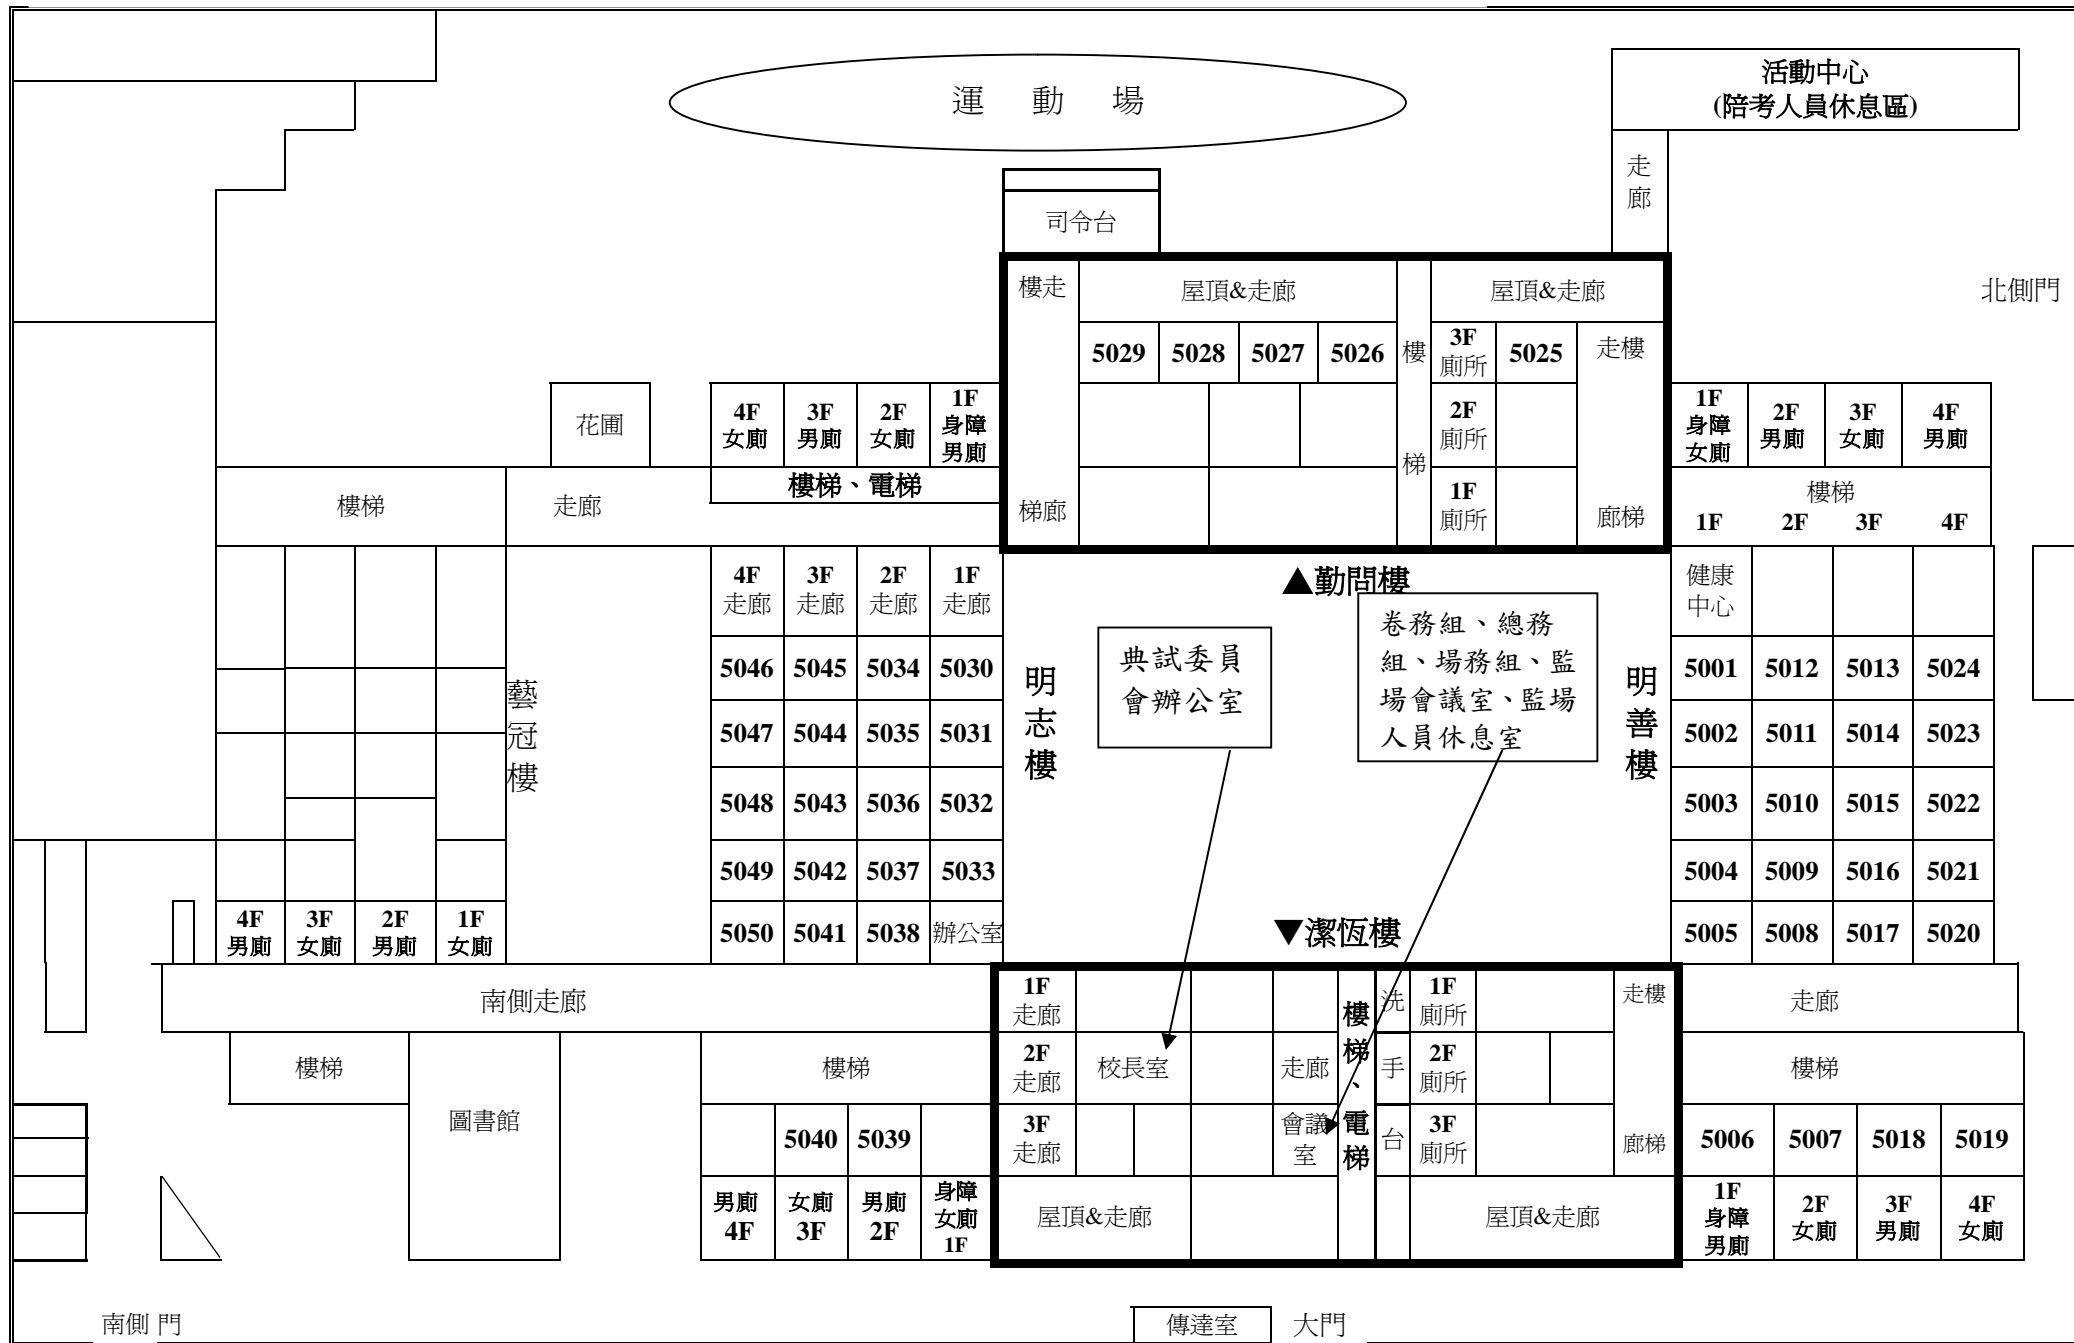 運 動 場
活動中心
(陪考人員休息區)
走
廊
司令台
北側門
樓走
屋頂&走廊
屋頂&走廊
5029 5028 5027 5026
樓
3F
廁所
5025
走樓
花圃
4F
女廁
3F
男廁
2F
女廁
1F
身障
男廁
2F
廁所
1F
身障
女廁
2F
男廁
3F
女廁
4F
男廁
梯
樓梯
走廊
樓梯、電梯
梯廊
1F
廁所
廊梯
樓梯
1F 2F 3F 4F
4F
走廊
3F
走廊
2F
走廊
1F
走廊
▲勤問樓
健康
中心
典試委員
會辦公室
卷務組、總務
組、場務組、監
場會議室、監場
人員休息室
藝
冠
樓
明
志
樓
明
善
樓
5046 5045 5034 5030
5001 5012 5013 5024
5047 5044 5035 5031
5002 5011 5014 5023
5048 5043 5036 5032
5003 5010 5015 5022
5049 5042 5037 5033
5004 5009 5016 5021
4F
男廁
3F
女廁
2F
男廁
1F
女廁
5050 5041 5038 辦公室
▼潔恆樓
5005 5008 5017 5020
南側走廊
1F
走廊
樓
梯
、
電
梯
洗
手
台
1F
廁所
走樓
走廊
樓梯
圖書館
樓梯
2F
走廊
校長室
走廊
2F
廁所
樓梯
5040 5039
3F
走廊
會議
室
3F
廁所
廊梯
5006 5007 5018 5019
男廁
4F
女廁
3F
男廁
2F
身障
女廁
1F
屋頂&走廊
屋頂&走廊
1F
身障
男廁
2F
女廁
3F
男廁
4F
女廁
南側 門
傳達室
大門